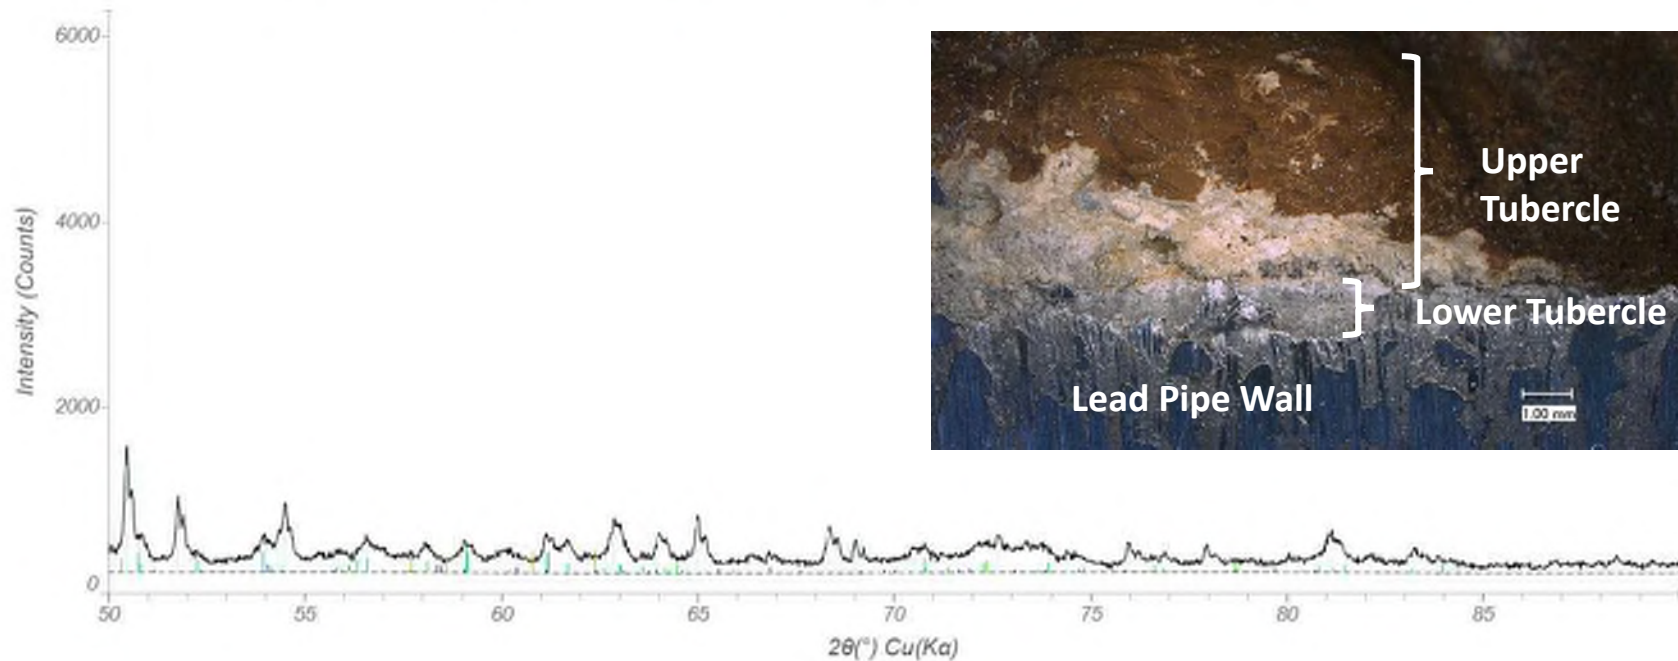 6000
4000
2000
0
Intensity (Counts)
50 55 60 65 70 75 80 85
2θ(°) Cu(Kα)
Upper
Tubercle
Lower Tubercle
Lead Pipe Wall
1.00 mm